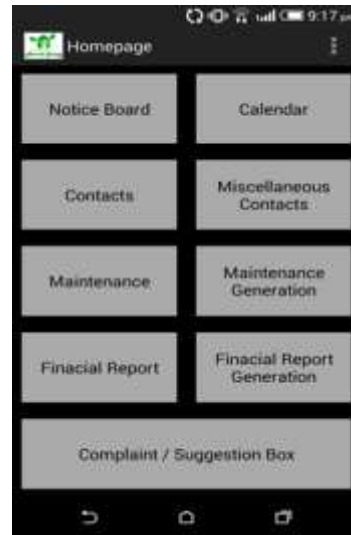 9:17 pm
Homepage
Notice Board
Calendar
Contacts
Miscellaneous
Contacts
Maintenance
Maintenance
Generation
Finacial Report
Finacial Report
Generation
Complaint / Suggestion Box